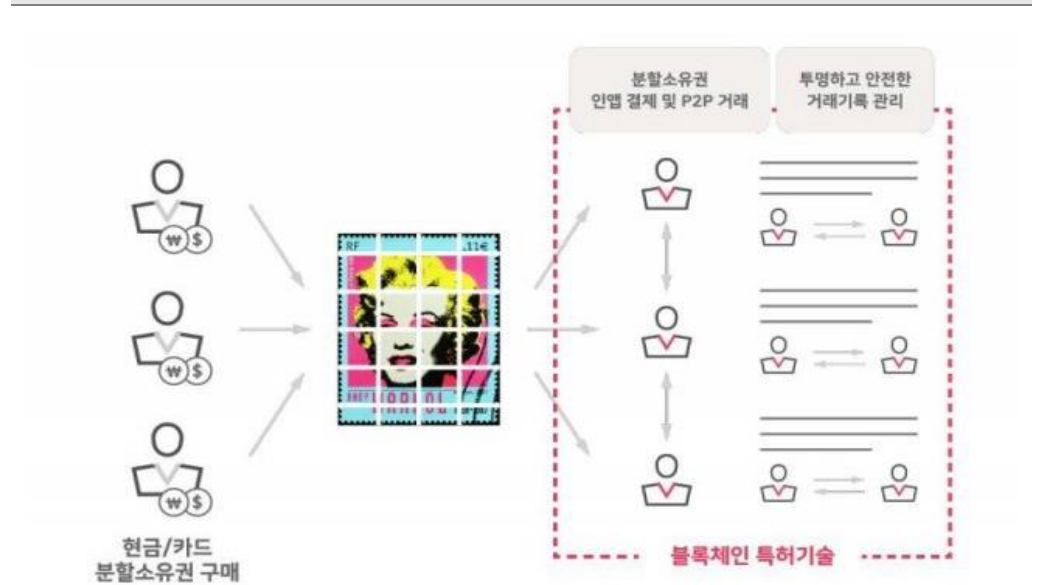 분할소유권
인앱 결제 및 P2P 거래
투명하고 안전한
거래기록 관리
₩ $
RF
.11€
₩ $
₩ $
현금/카드
분할소유권 구매
블록체인 특허기술